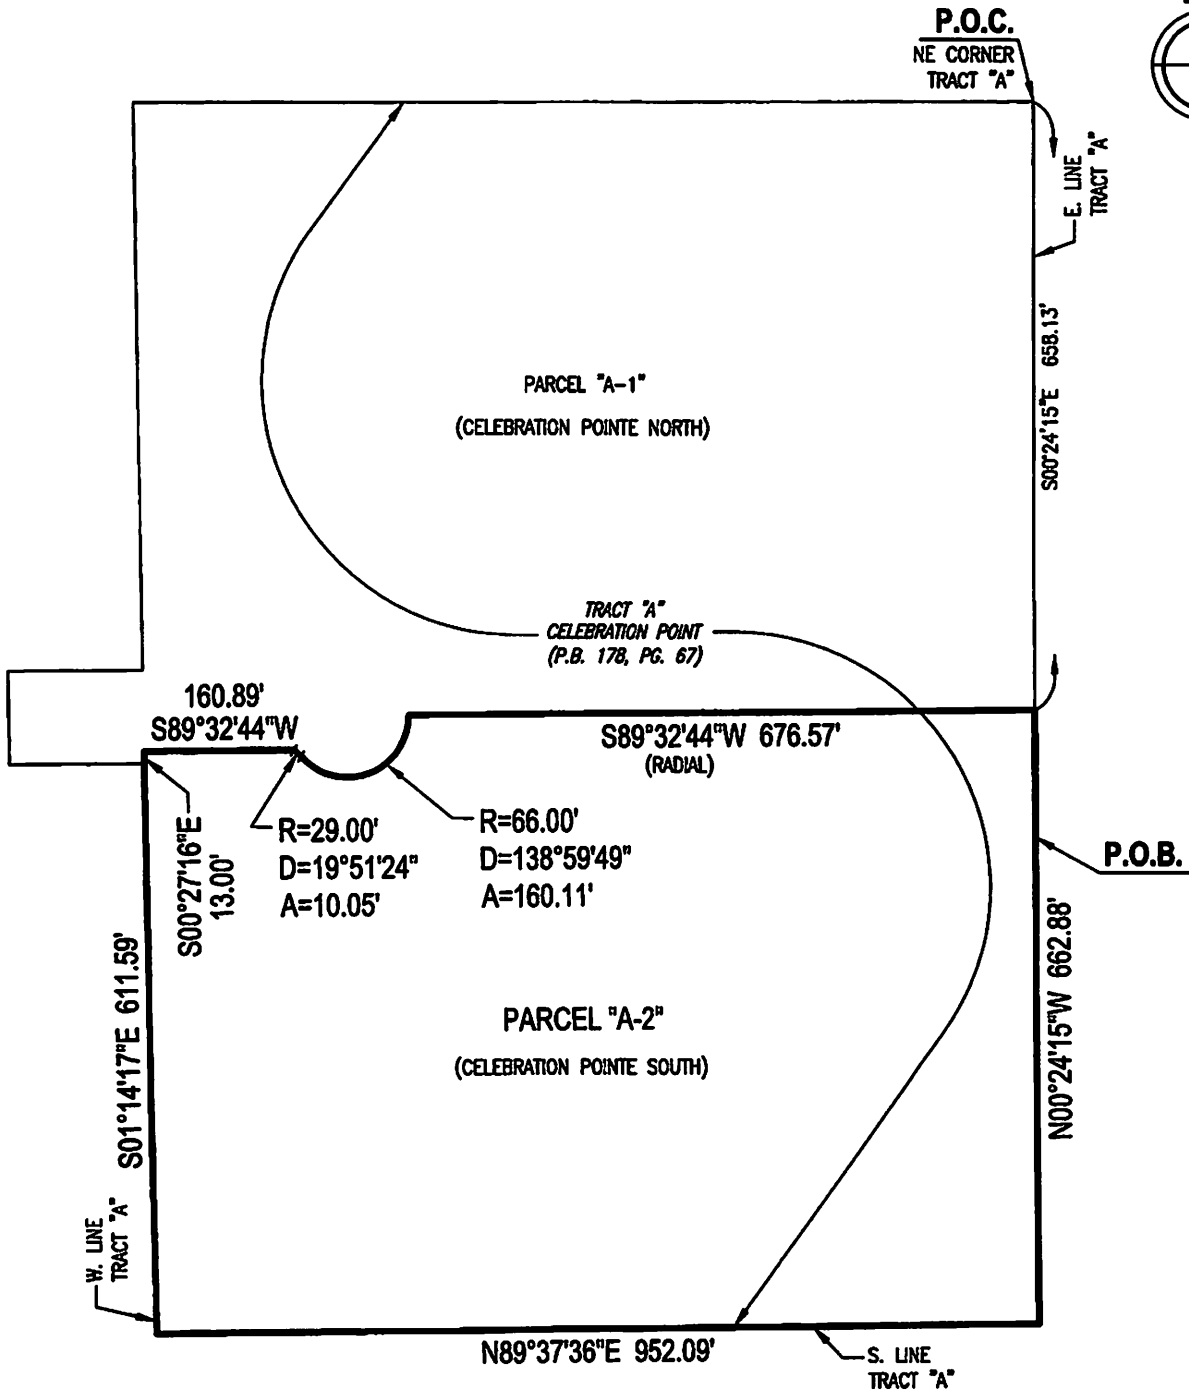 P.O.C.
NE CORNER
TRACT "A"
E. LINE
TRACT "A"
S00°24'15"E 658.13'
PARCEL "A-1"
(CELEBRATION POINTE NORTH)
TRACT "A"
CELEBRATION POINT
(P.B. 178, PG. 67)
160.89'
S89°32'44"W
S89°32'44"W 676.57'
(RADIAL)
S00°27'16"E
13.00'
R=29.00'
D=19°51'24"
A=10.05'
R=66.00'
D=138°59'49"
A=160.11'
P.O.B.
S01°14'17"E 611.59'
N00°24'15"W 662.88'
PARCEL "A-2"
(CELEBRATION POINTE SOUTH)
W. LINE
TRACT "A"
N89°37'36"E 952.09'
S. LINE
TRACT "A"